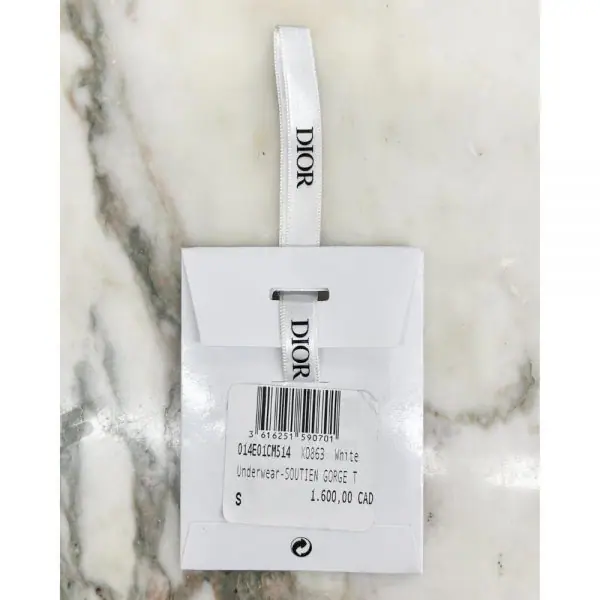 DIOR
DIOR
3 616251 590701
014E01CM514 X0863 White
Underwear-SOUTIEN GORGE T
S 1.600,00 CAD